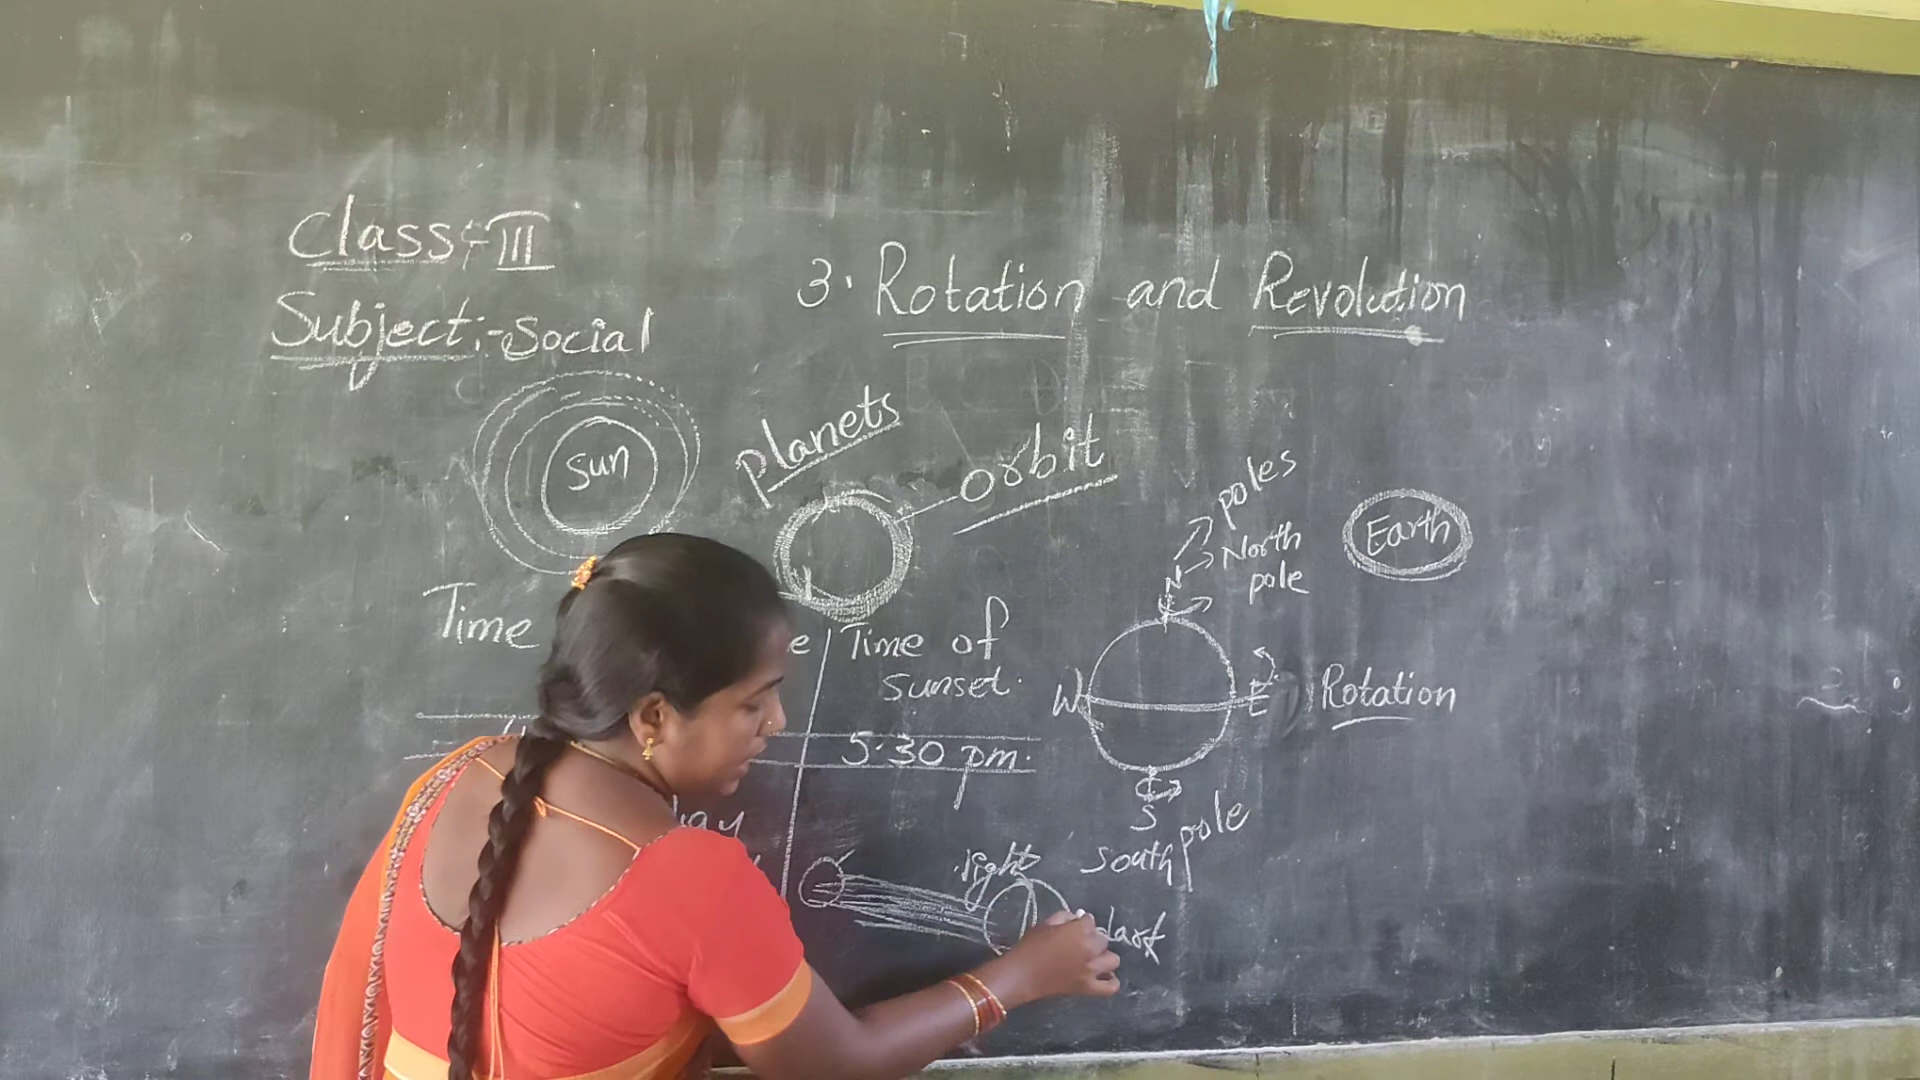 Class:-III
Subject:-Social
3. Rotation and Revolution
Sun
planets
orbit
poles
North
pole
N
Earth
Time
Time of
sunset.
W
E
Rotation
5.30 pm.
S
South pole
light
dark